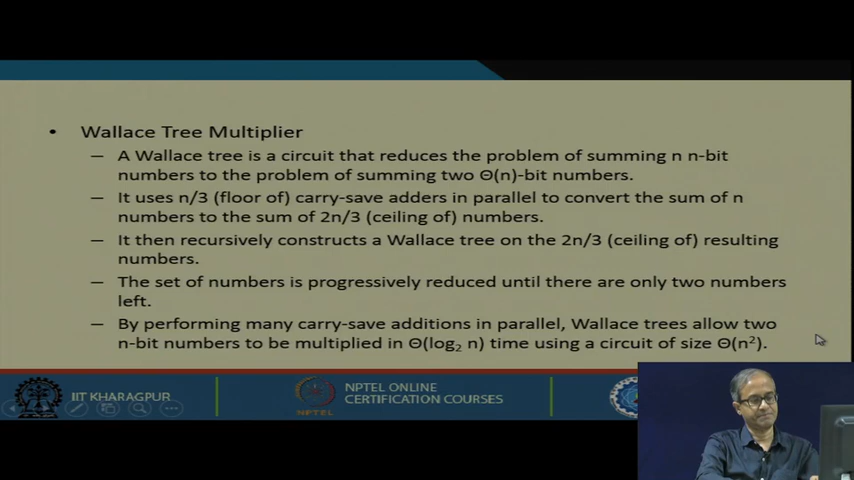 • Wallace Tree Multiplier
– A Wallace tree is a circuit that reduces the problem of summing n n-bit
numbers to the problem of summing two Θ(n)-bit numbers.
– It uses n/3 (floor of) carry-save adders in parallel to convert the sum of n
numbers to the sum of 2n/3 (ceiling of) numbers.
– It then recursively constructs a Wallace tree on the 2n/3 (ceiling of) resulting
numbers.
– The set of numbers is progressively reduced until there are only two numbers
left.
– By performing many carry-save additions in parallel, Wallace trees allow two
n-bit numbers to be multiplied in Θ(log₂ n) time using a circuit of size Θ(n²).
IIT KHARAGPUR
NPTEL
NPTEL ONLINE
CERTIFICATION COURSES